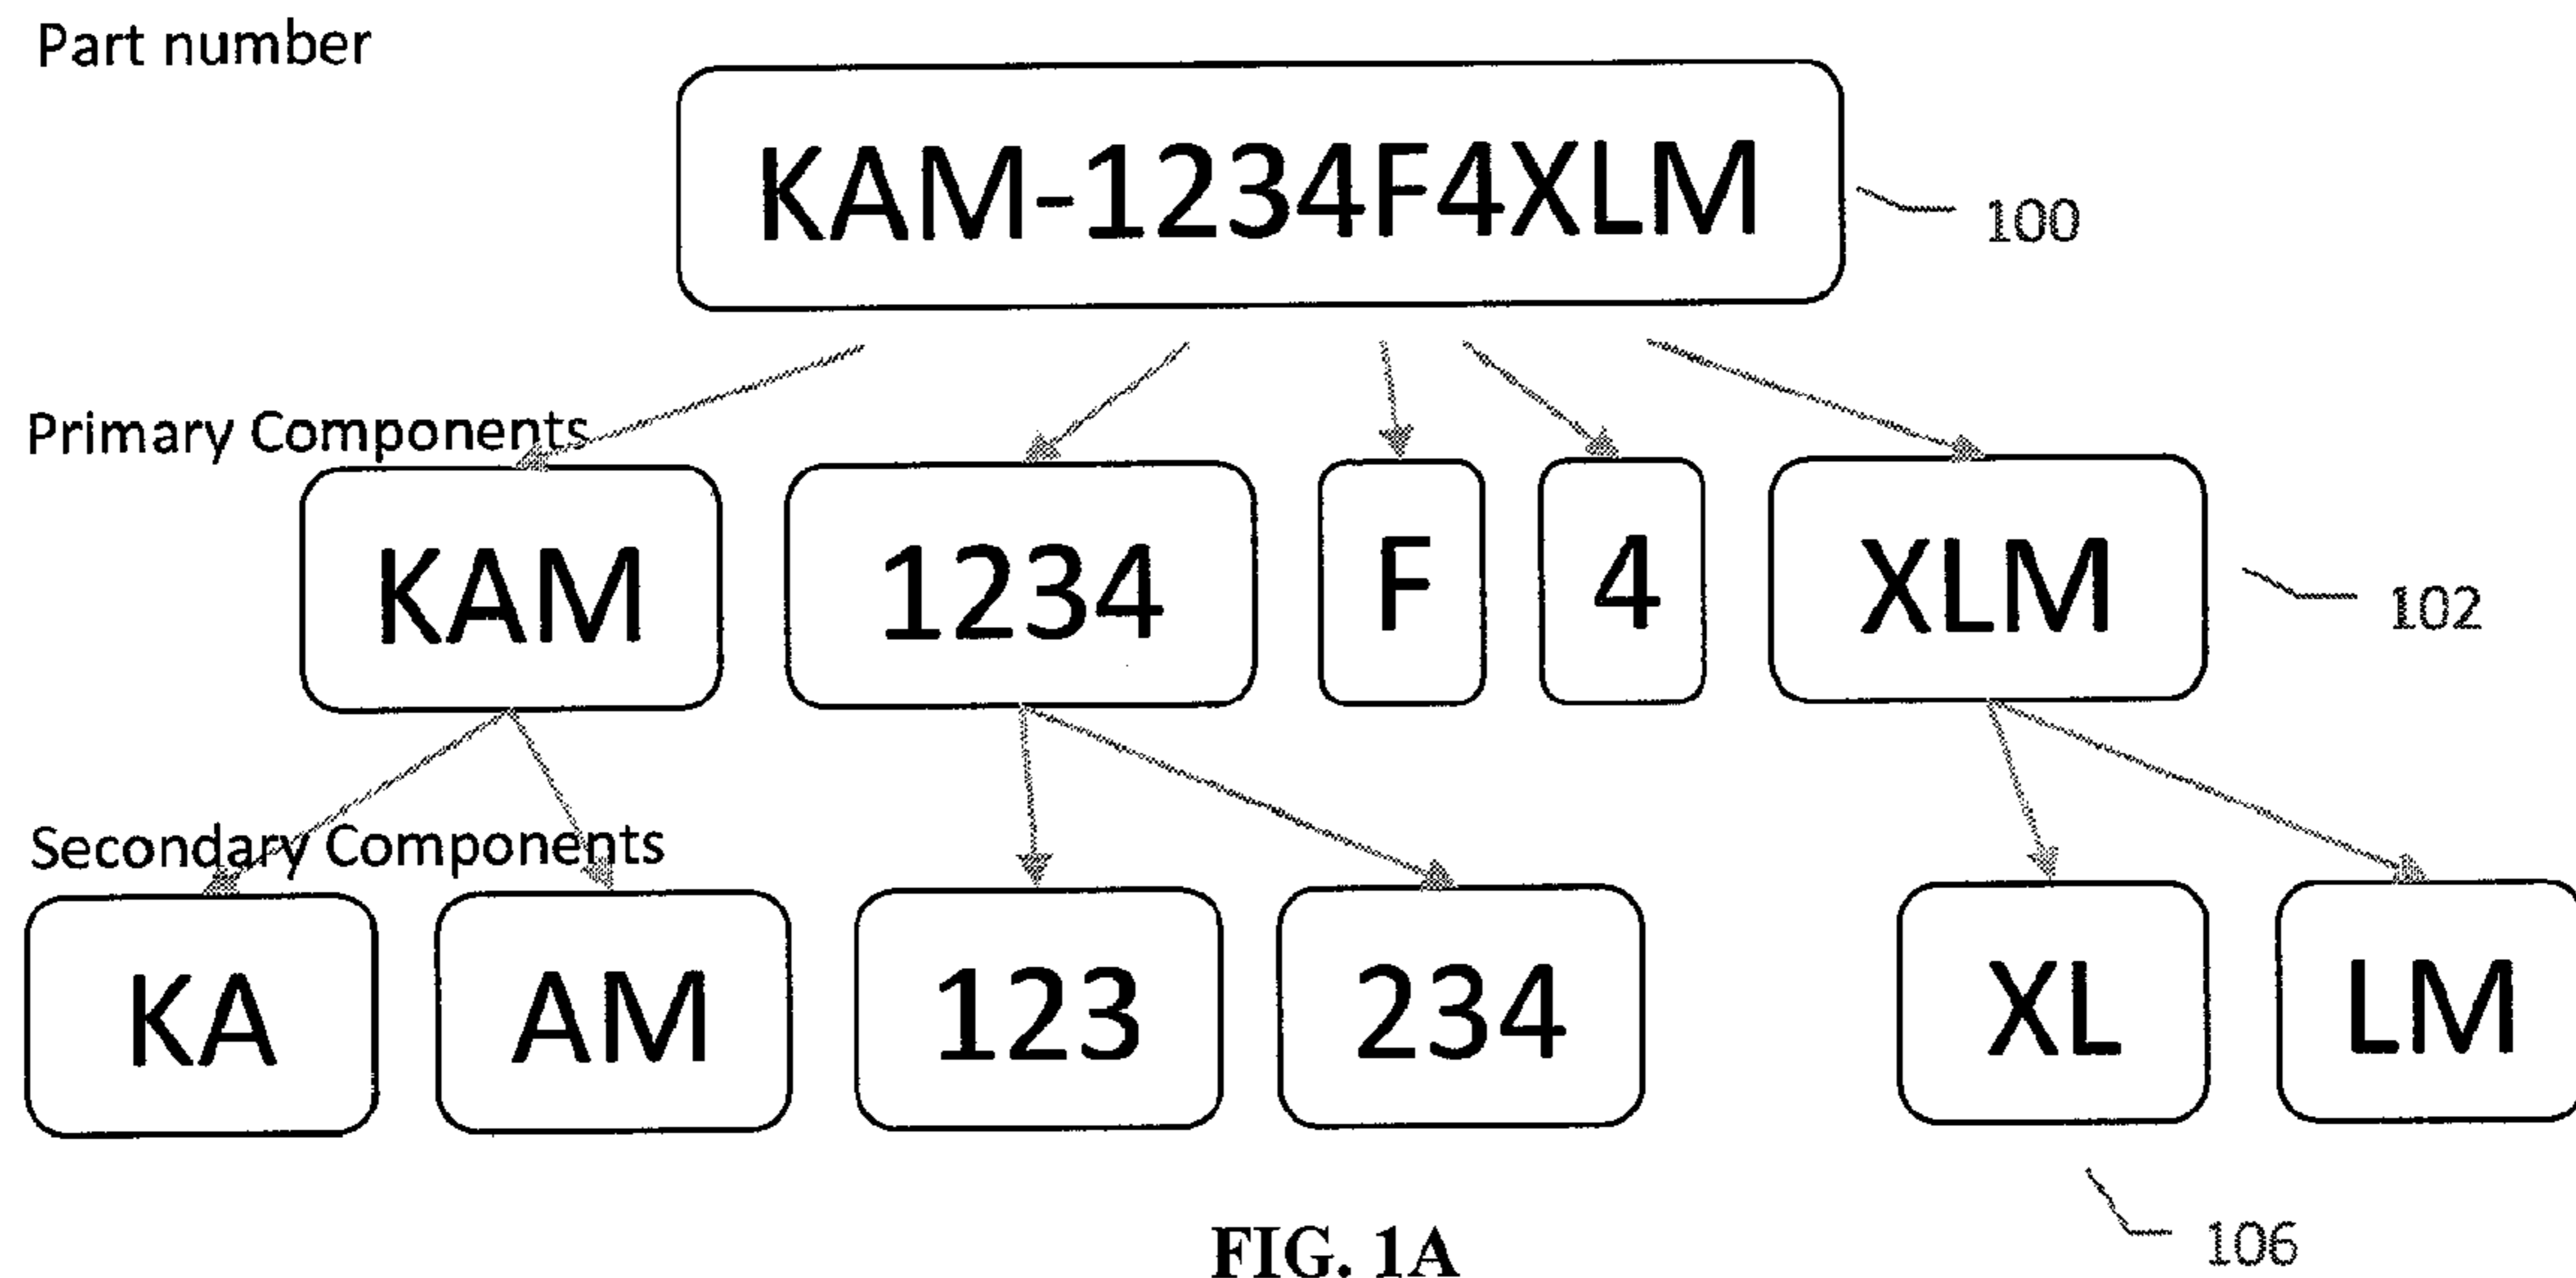 Part number
KAM-1234F4XLM
100
Primary Components
KAM 1234 F 4 XLM
102
Secondary Components
KA AM 123 234 XL LM
106
FIG. 1A